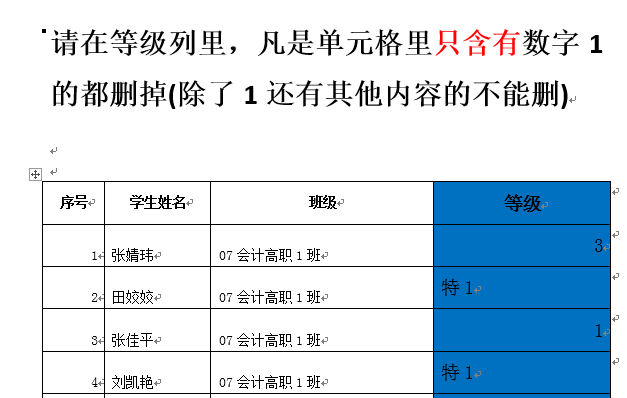 请在等级列里，凡是单元格里只含有数字 1
的都删掉(除了 1 还有其他内容的不能删)
序号 学生姓名 班级 等级
1 张婧玮 07 会计高职 1 班 3
2 田姣姣 07 会计高职 1 班 特 1
3 张佳平 07 会计高职 1 班 1
4 刘凯艳 07 会计高职 1 班 特 1